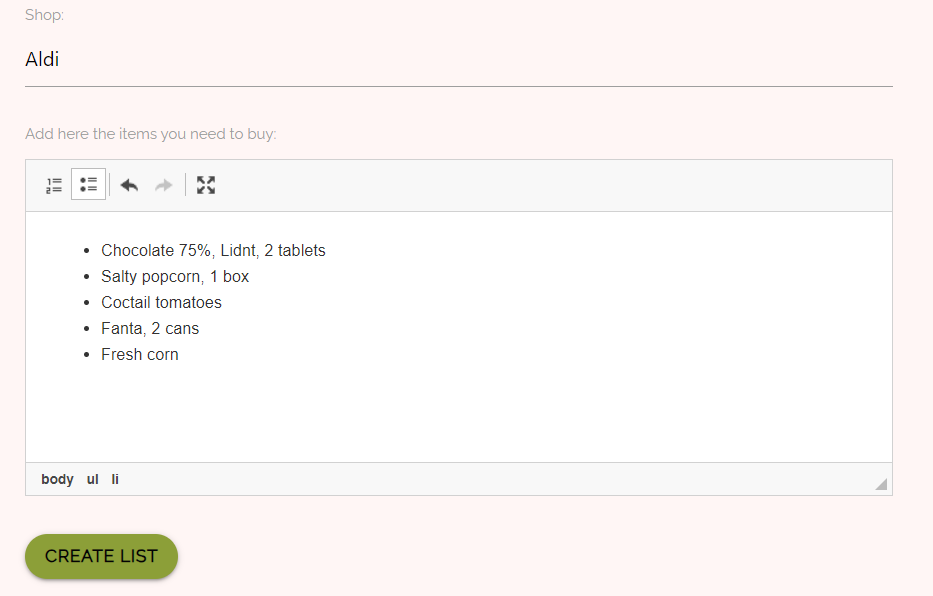 Shop:
Aldi
Add here the items you need to buy:
• Chocolate 75%, Lidnt, 2 tablets
• Salty popcorn, 1 box
• Coctail tomatoes
• Fanta, 2 cans
• Fresh corn
body ul li
CREATE LIST